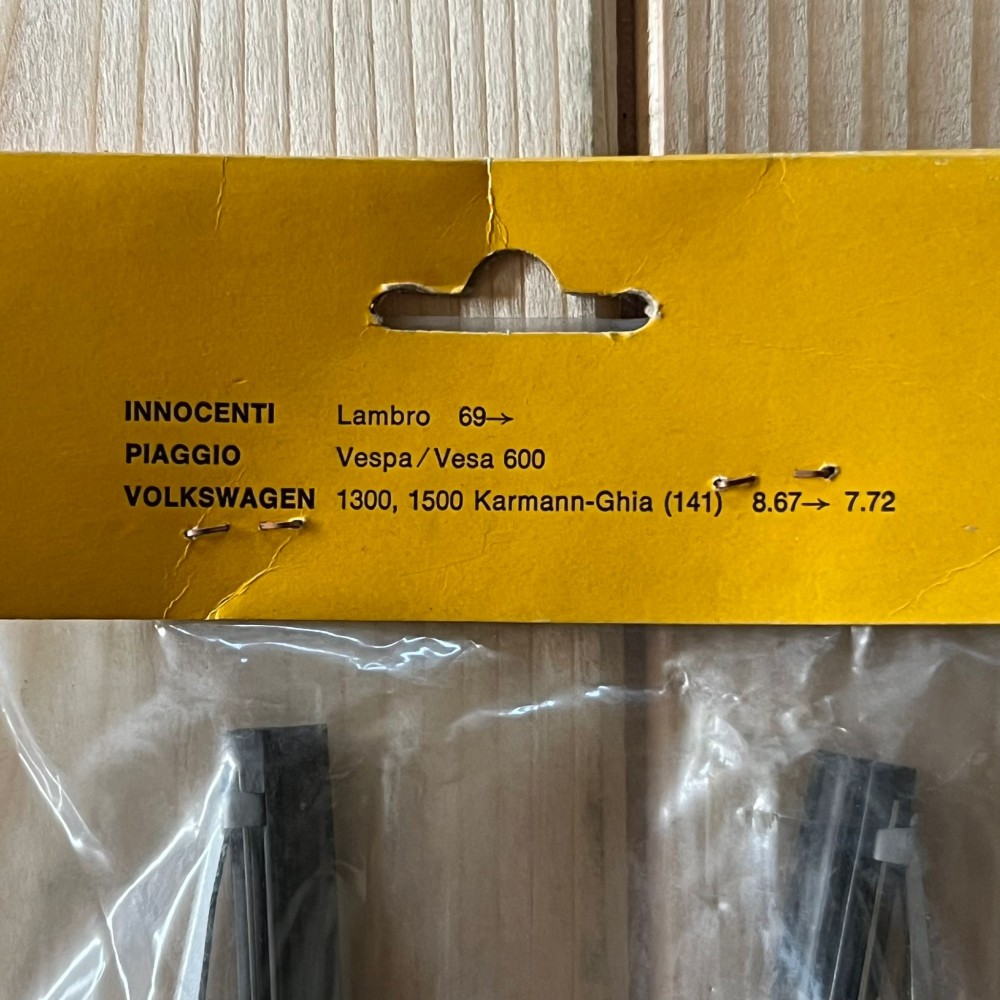 INNOCENTI Lambro 69→
PIAGGIO Vespa/Vesa 600
VOLKSWAGEN 1300, 1500 Karmann-Ghia (141) 8.67→ 7.72